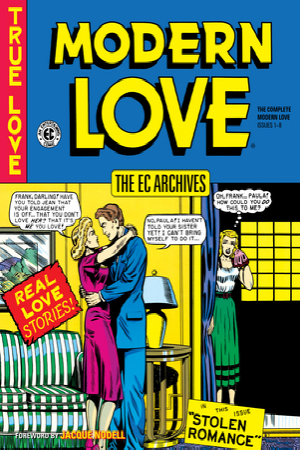 TRUE LOVE
MODERN
LOVE
THE COMPLETE
MODERN LOVE
ISSUES 1–8
THE EC ARCHIVES
FRANK, DARLING! HAVE
YOU TOLD JEAN THAT
YOUR ENGAGEMENT
IS OFF... THAT YOU DON'T
LOVE HER? THAT IT'S
ME YOU LOVE!
NO, PAULA! I HAVEN'T
TOLD YOUR SISTER
YET! I CAN'T BRING
MYSELF TO DO IT...
OH, FRANK... PAULA!
HOW COULD YOU DO
THIS TO ME?
REAL
LOVE
STORIES!
IN THIS ISSUE
"STOLEN
ROMANCE"
FOREWORD BY JACQUE NODELL